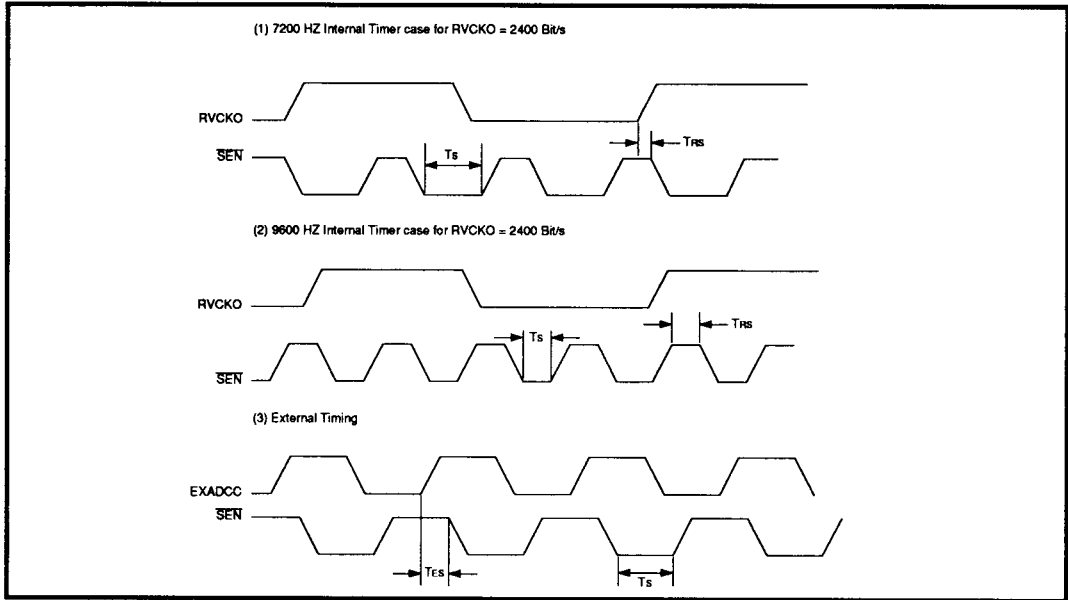 (1) 7200 HZ Internal Timer case for RVCKO = 2400 Bit/s
RVCKO
TRS
SEN
TS
(2) 9600 HZ Internal Timer case for RVCKO = 2400 Bit/s
RVCKO
TRS
TS
SEN
(3) External Timing
EXADCC
SEN
TES
TS